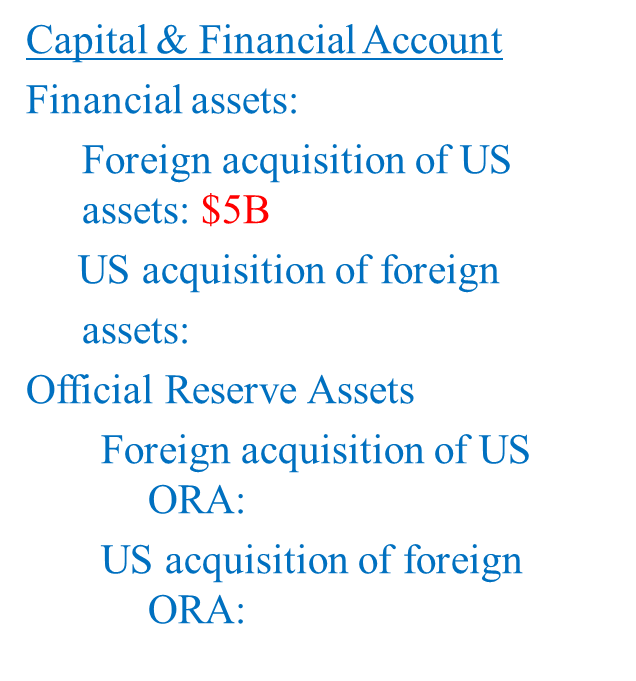 Capital & Financial Account
Financial assets:
Foreign acquisition of US
assets: $5B
US acquisition of foreign
assets:
Official Reserve Assets
Foreign acquisition of US
ORA:
US acquisition of foreign
ORA: